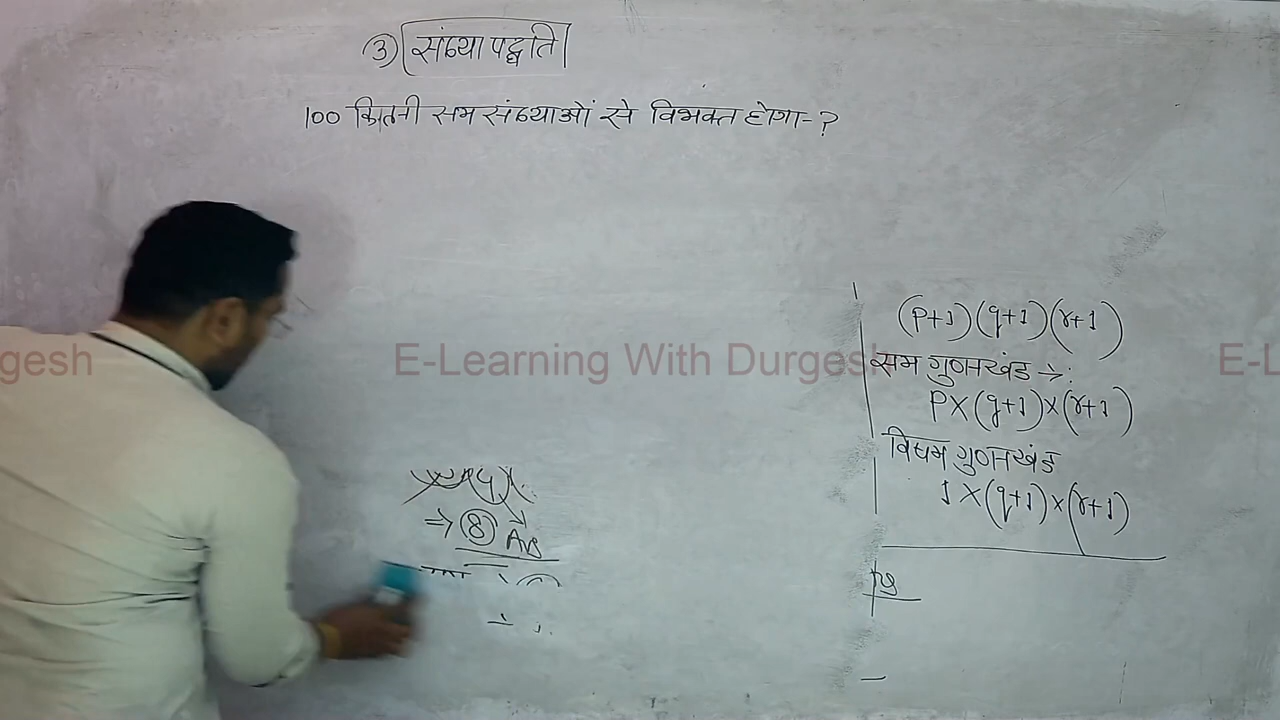 ③ संख्या पद्धति
100 कितनी सम संख्याओं से विभक्त होगा-?
(P+1)(q+1)(r+1)
सम गुणनखंड →:
P×(q+1)×(r+1)
विषम गुणनखंड
1×(q+1)×(r+1)
⇒ ⑧ Ans
gesh E-Learning With Durgesh E-L